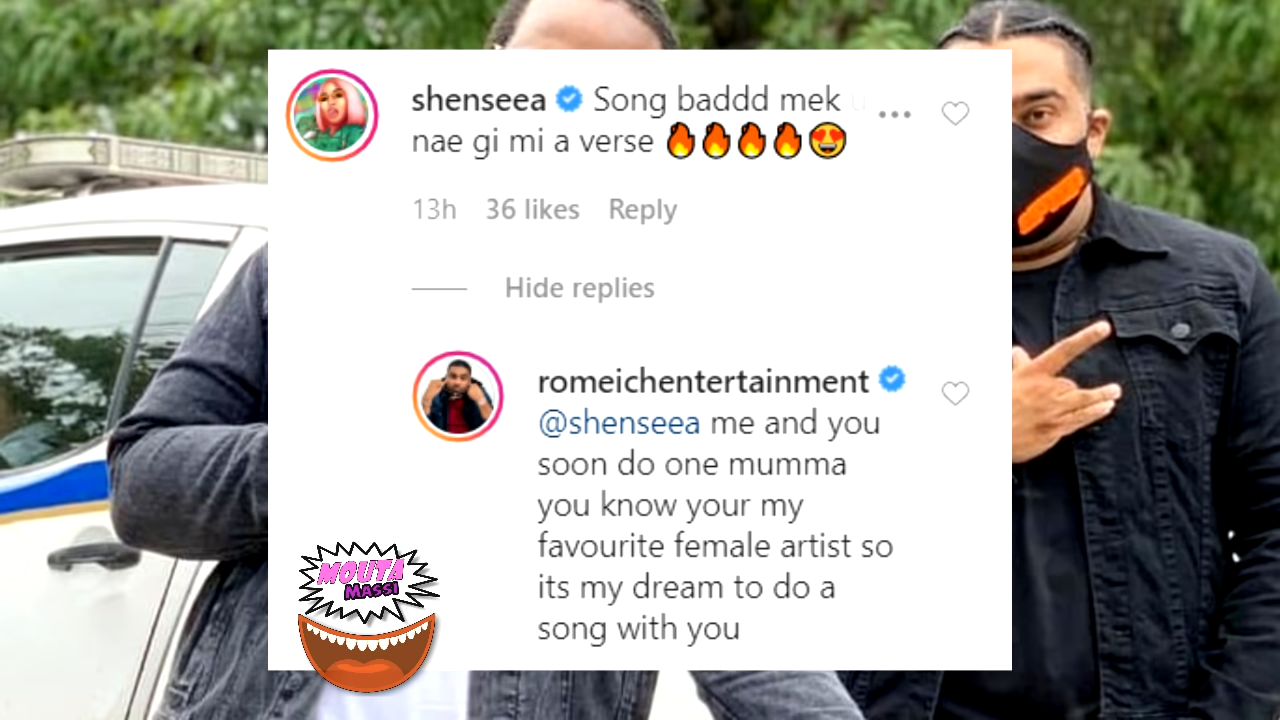 shenseea Song baddd mek u
nae gi mi a verse 🔥🔥🔥🔥😍
13h 36 likes Reply
Hide replies
romeichentertainment
@shenseea me and you
soon do one mumma
you know your my
favourite female artist so
its my dream to do a
song with you
MOUTA
MASSI